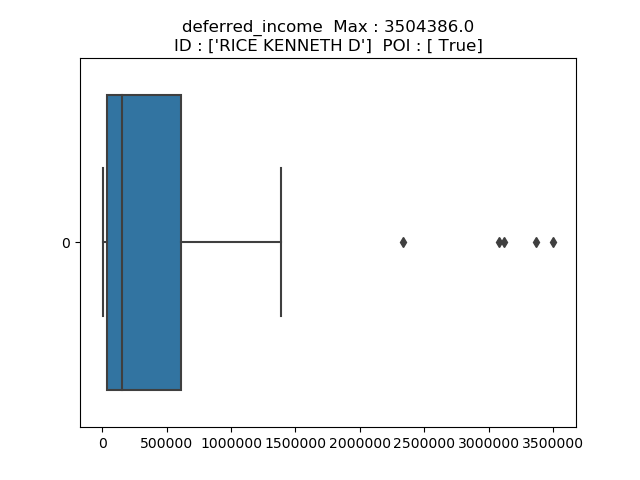 deferred_income  Max : 3504386.0
ID : ['RICE KENNETH D']  POI : [ True]
0
0 500000 1000000 1500000 2000000 2500000 3000000 3500000